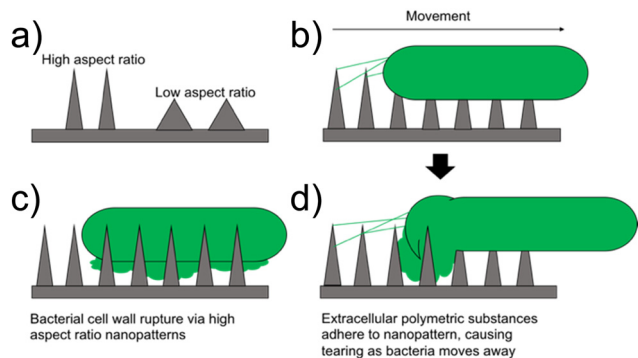 a)
High aspect ratio
Low aspect ratio
b)
Movement
c)
Bacterial cell wall rupture via high
aspect ratio nanopatterns
d)
Extracellular polymetric substances
adhere to nanopattern, causing
tearing as bacteria moves away